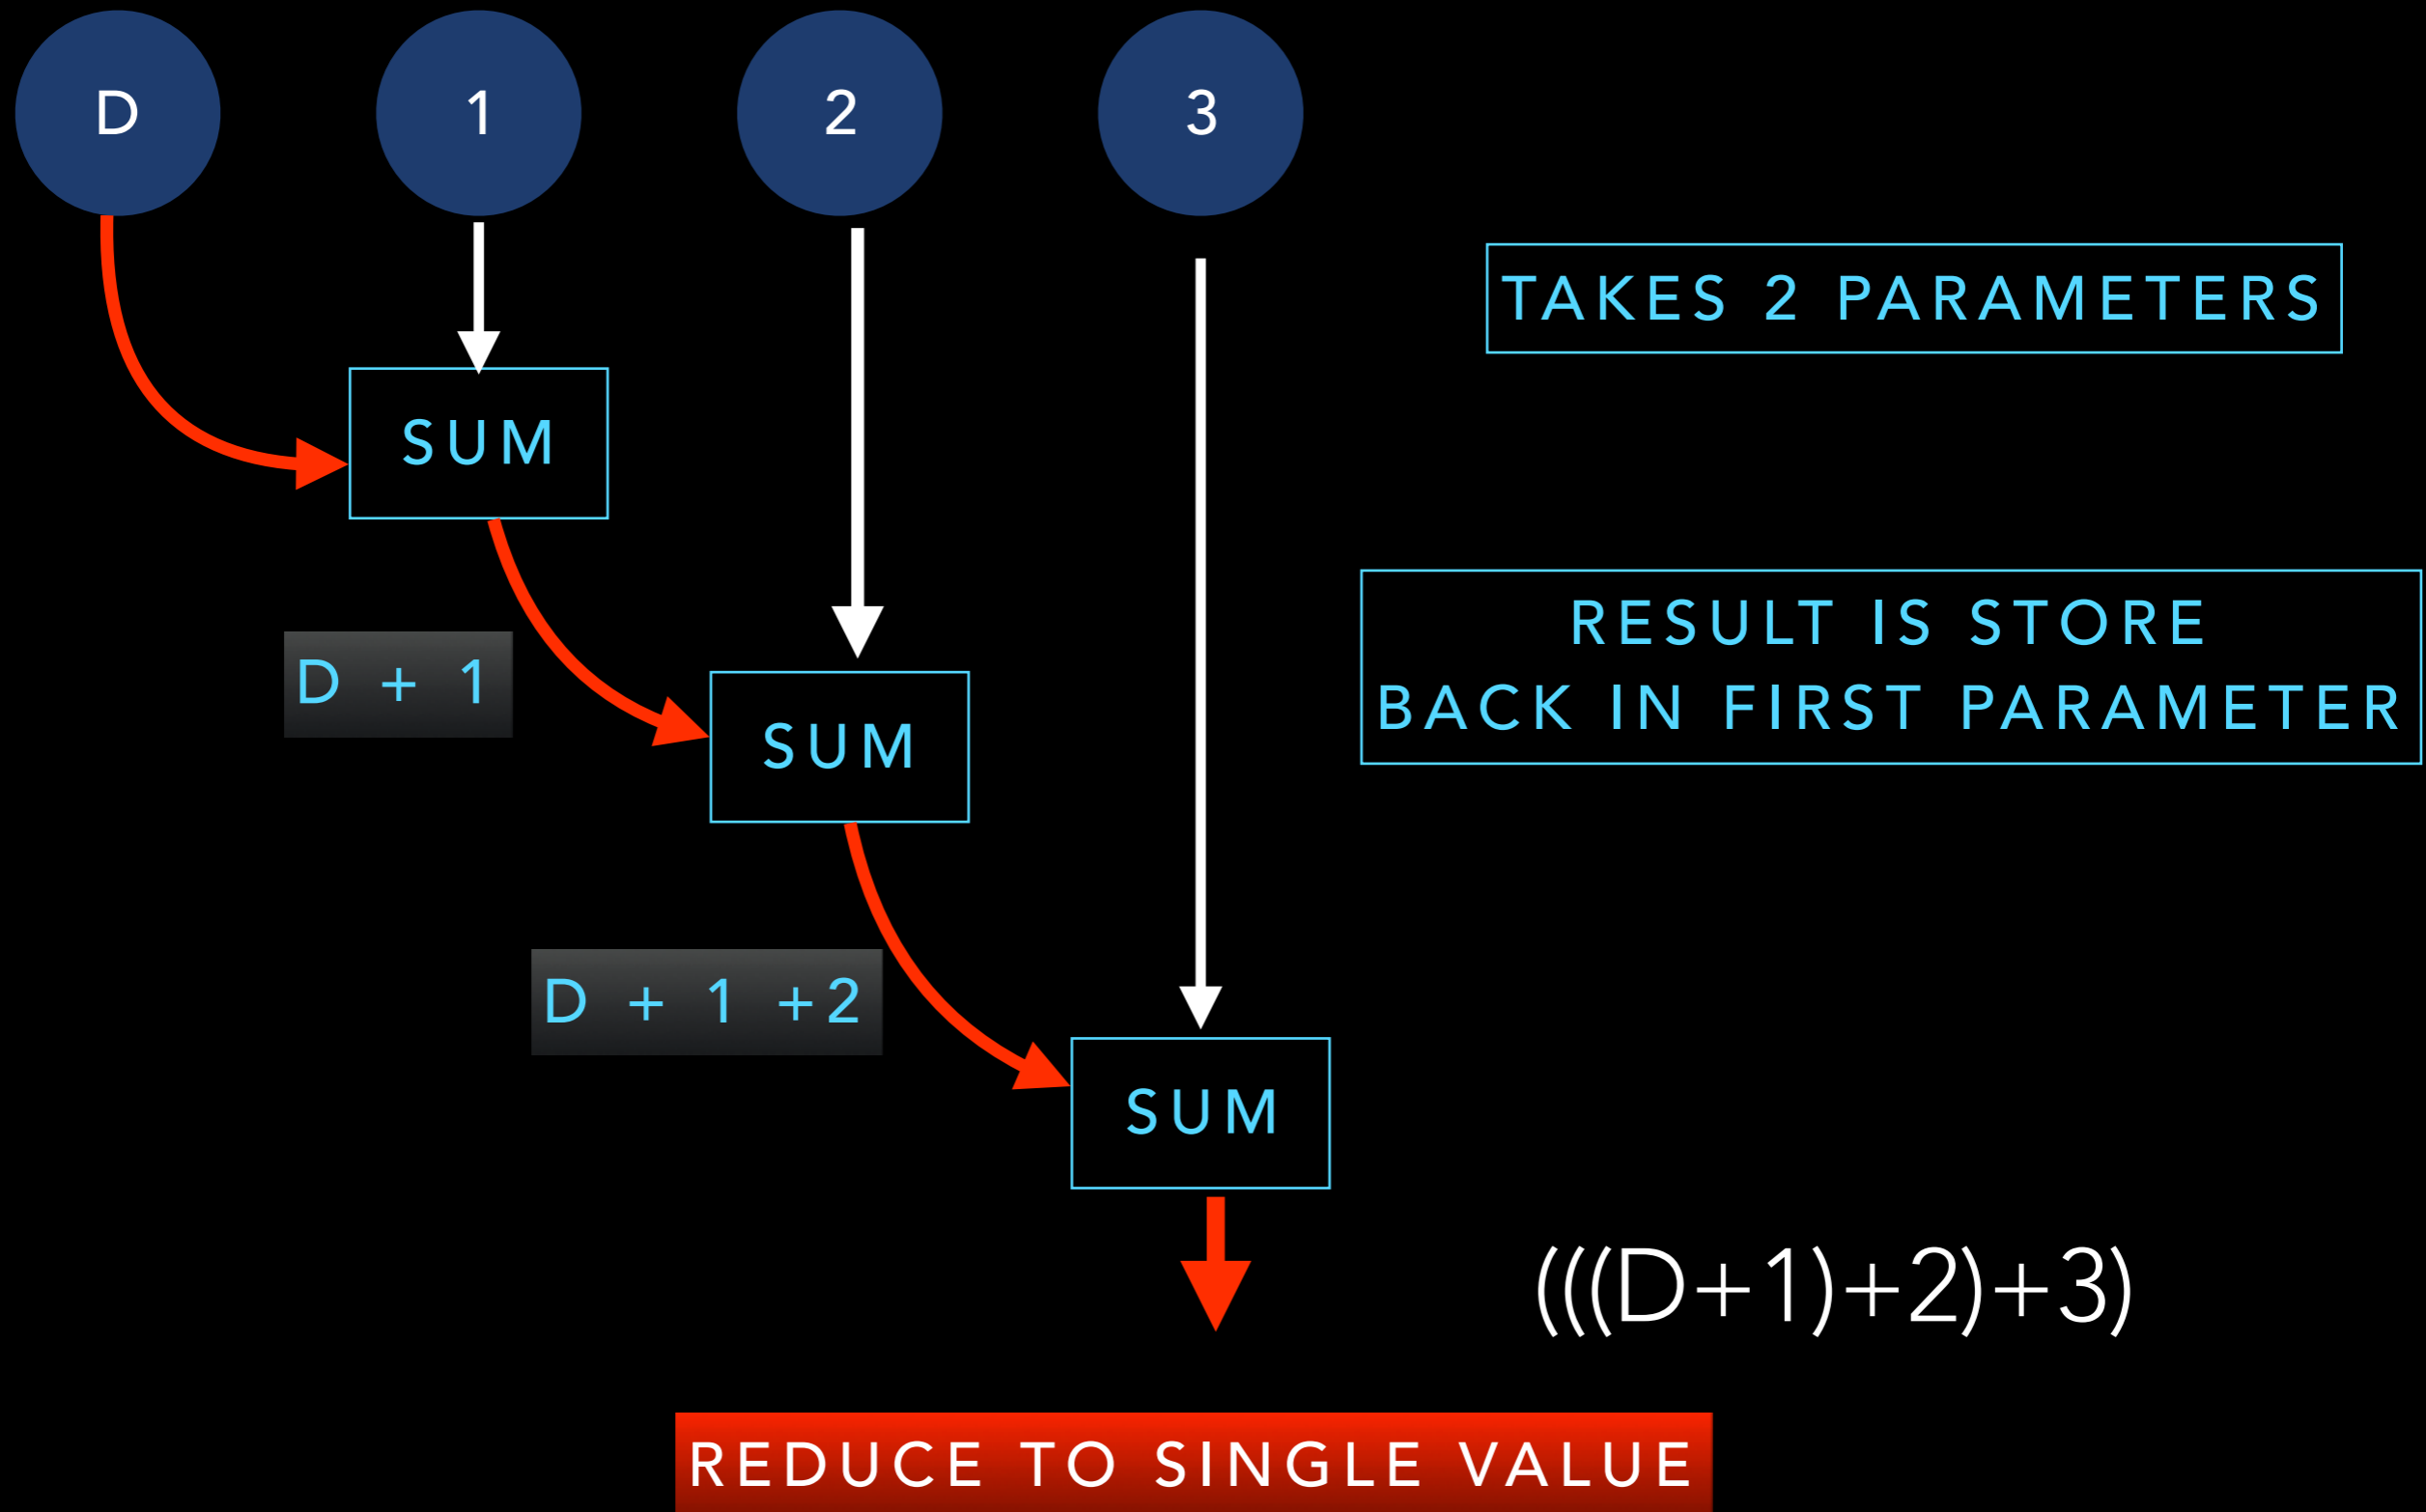 D 1 2 3
TAKES 2 PARAMETERS
SUM
RESULT IS STORE
BACK IN FIRST PARAMETER
D + 1
SUM
D + 1 +2
SUM
(((D+1)+2)+3)
REDUCE TO SINGLE VALUE